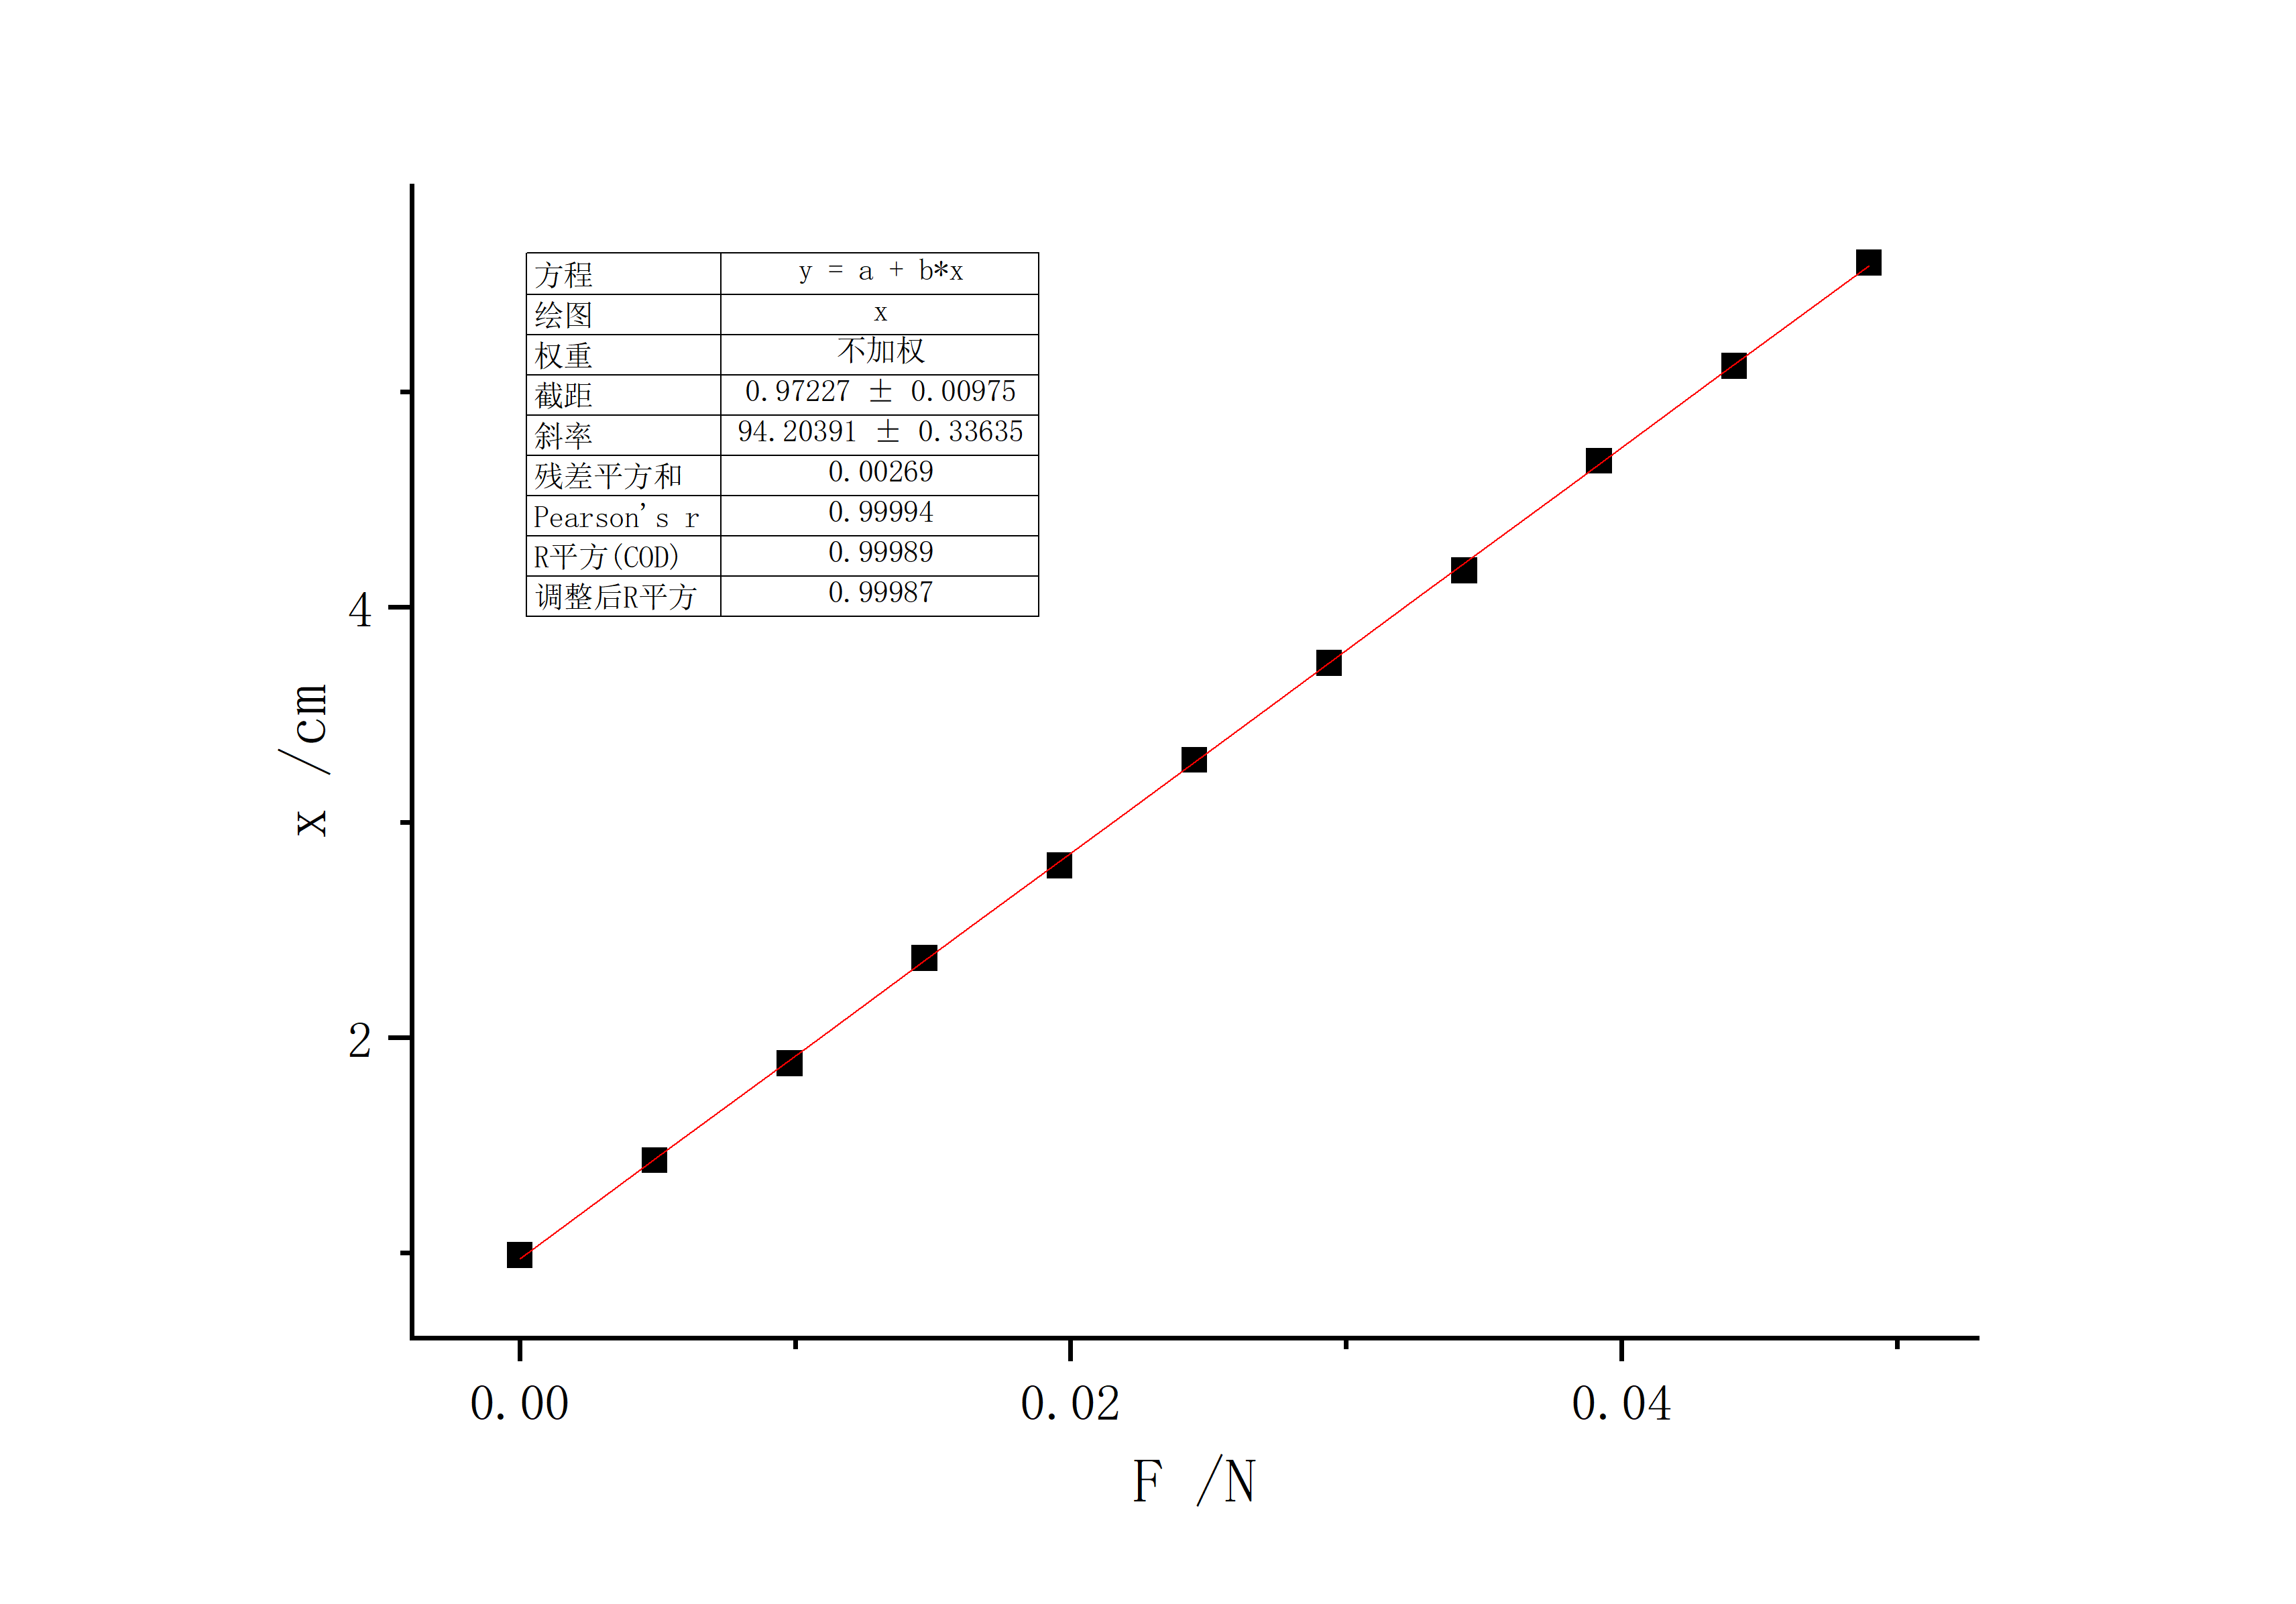 方程 y = a + b*x
绘图 x
权重 不加权
截距 0.97227 ± 0.00975
斜率 94.20391 ± 0.33635
残差平方和 0.00269
Pearson's r 0.99994
R平方(COD) 0.99989
调整后R平方 0.99987
4
x /cm
2
0.00 0.02 0.04
F /N